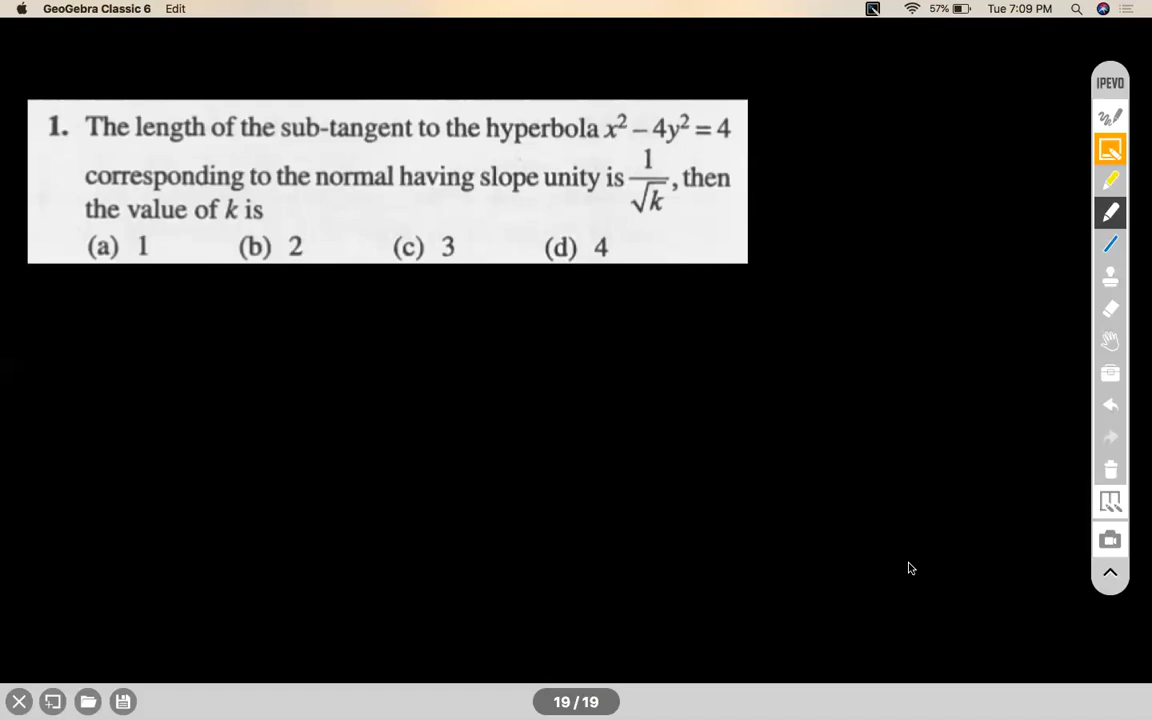 GeoGebra Classic 6 Edit 57% Tue 7:09 PM
IPEVO
1. The length of the sub-tangent to the hyperbola x² – 4y² = 4
corresponding to the normal having slope unity is 1/√k, then
the value of k is
(a) 1 (b) 2 (c) 3 (d) 4
19 / 19